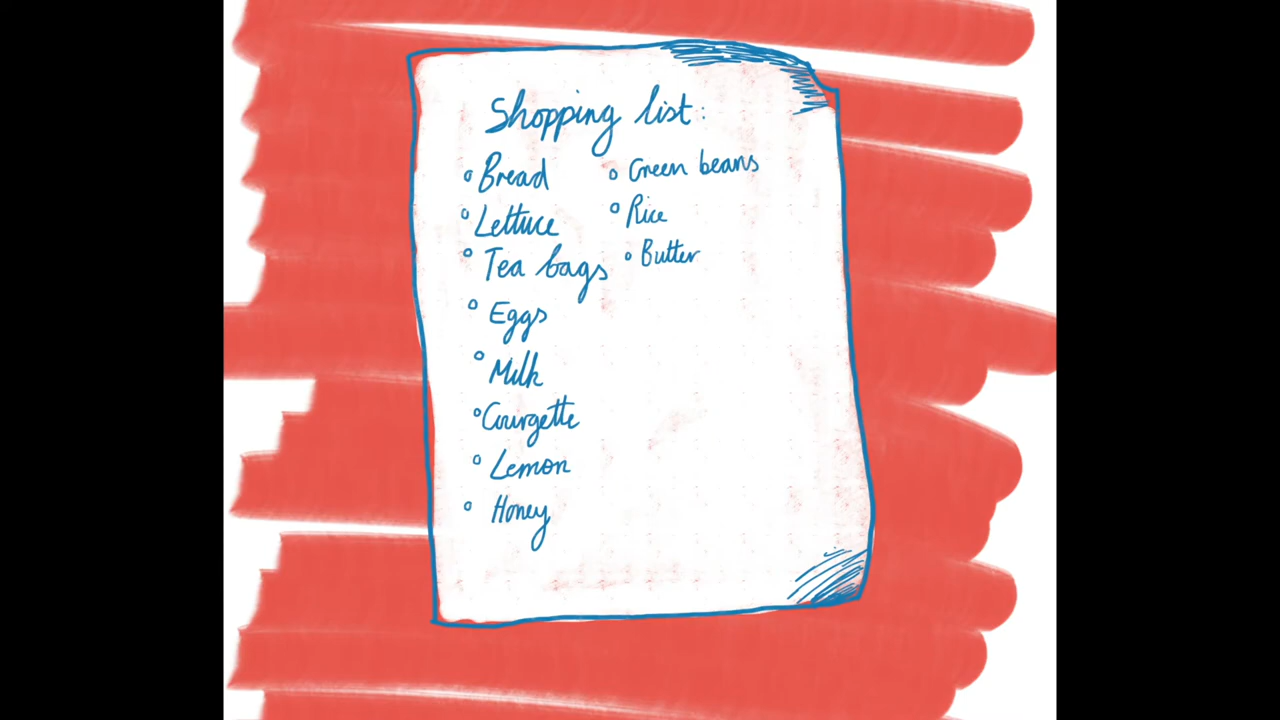 Shopping list:
Bread
Lettuce
Tea bags
Eggs
Milk
Courgette
Lemon
Honey
Green beans
Rice
Butter